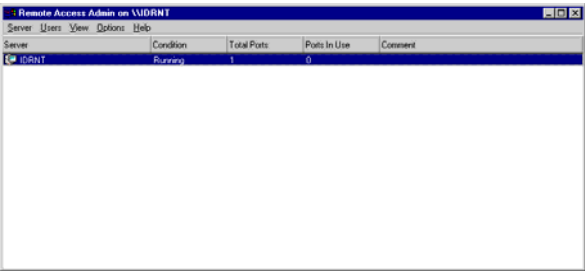 Remote Access Admin on \\IDRNT
Server Users View Options Help
Server Condition Total Ports Ports In Use Comment
IDRNT Running 1 0